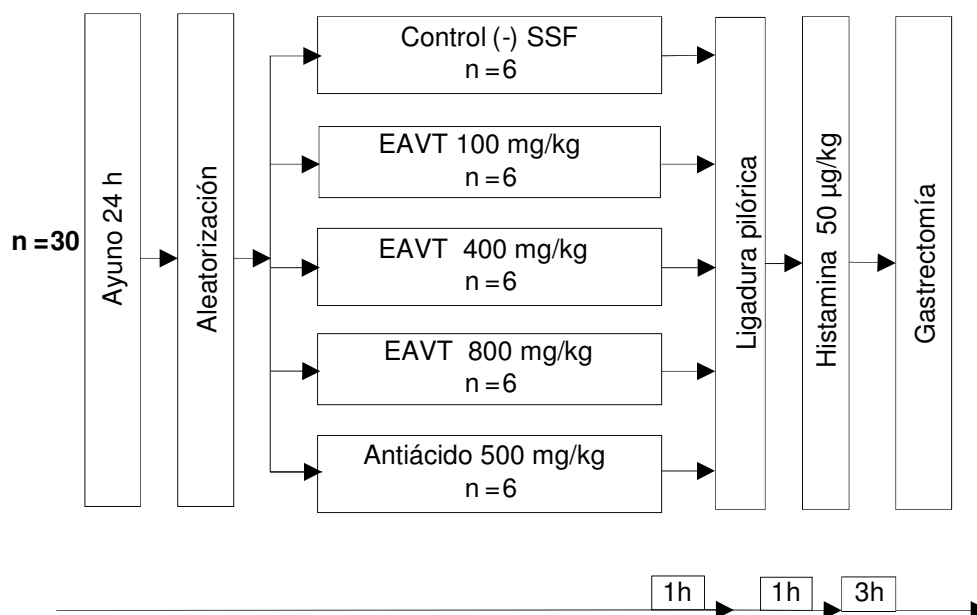 n =30
Ayuno 24 h
Aleatorización
Control (-) SSF
n =6
EAVT 100 mg/kg
n =6
EAVT 400 mg/kg
n =6
EAVT 800 mg/kg
n =6
Antiácido 500 mg/kg
n =6
Ligadura pilórica
Histamina 50 µg/kg
Gastrectomía
1h
1h
3h